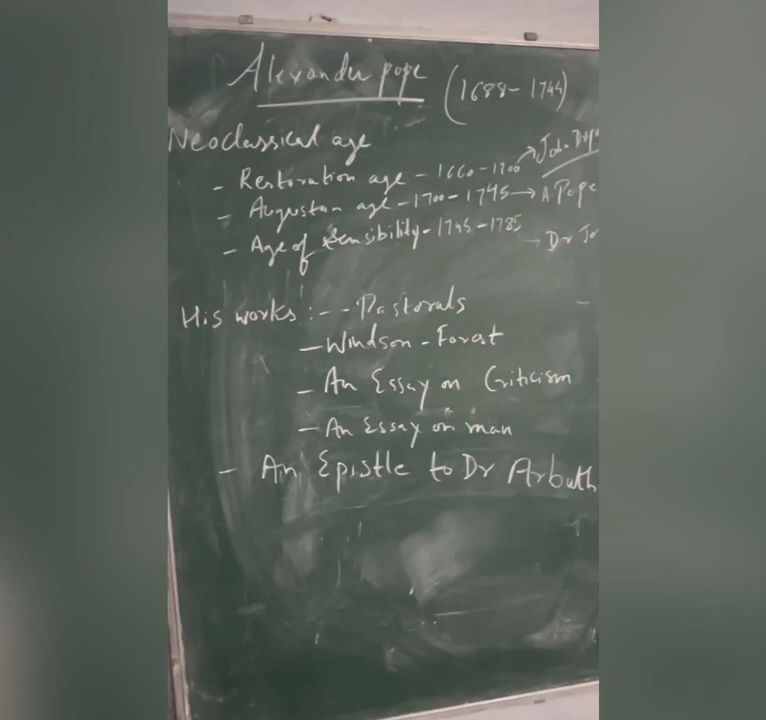 Alexander pope (1688-1744)
Neoclassical age
- Restoration age - 1660-1700 →
- Augustan age - 1700-1745 → A. Pope
- Age of Sensibility - 1745-1785 → Dr Jo
His works :- - Pastorals
- Windson - Forest
- An Essay on Criticism
- An Essay on man
- An Epistle to Dr Arbuth